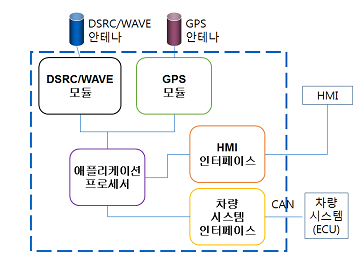 DSRC/WAVE
안테나
GPS
안테나
DSRC/WAVE
모듈
GPS
모듈
HMI
애플리케이션
프로세서
HMI
인터페이스
차량
시스템
인터페이스
CAN
차량
시스템
(ECU)